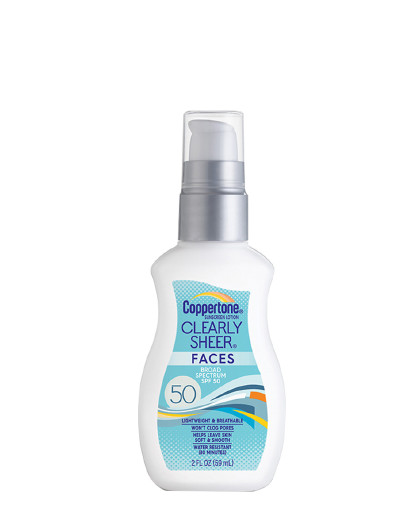 Coppertone®
SUNSCREEN LOTION
CLEARLY
SHEER®
FACES
BROAD
SPECTRUM
SPF 50
50
LIGHTWEIGHT & BREATHABLE
WON'T CLOG PORES
HELPS LEAVE SKIN
SOFT & SMOOTH
WATER RESISTANT
(80 MINUTES)
2 FL OZ (59 mL)